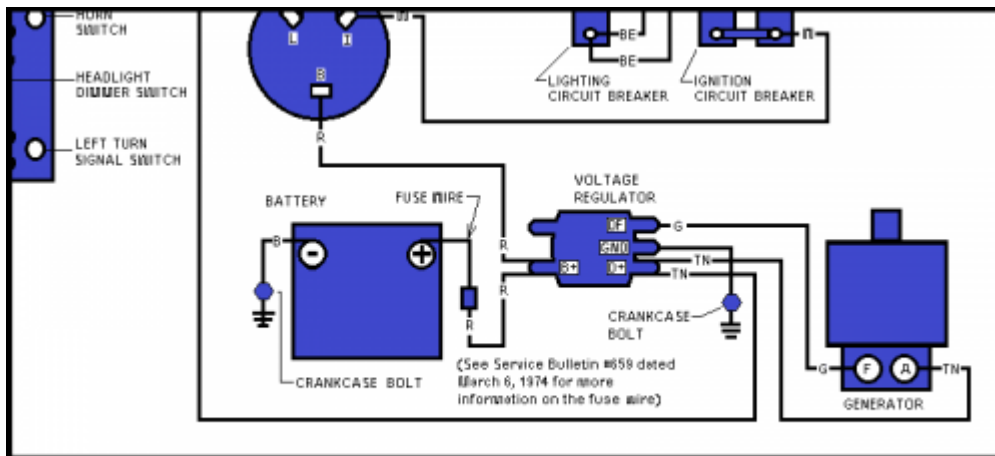 HORN
SWITCH
HEADLIGHT
DIMMER SWITCH
LEFT TURN
SIGNAL SWITCH
L
I
B
R
BE
BE
LIGHTING
CIRCUIT BREAKER
IGNITION
CIRCUIT BREAKER
BATTERY
FUSE WIRE
VOLTAGE
REGULATOR
B
-
+
R
R
R
DF
GND
B+
D+
G
TN
TN
CRANKCASE
BOLT
CRANKCASE BOLT
(See Service Bulletin #659 dated
March 6, 1974 for more
information on the fuse wire)
G
F
A
TN
GENERATOR